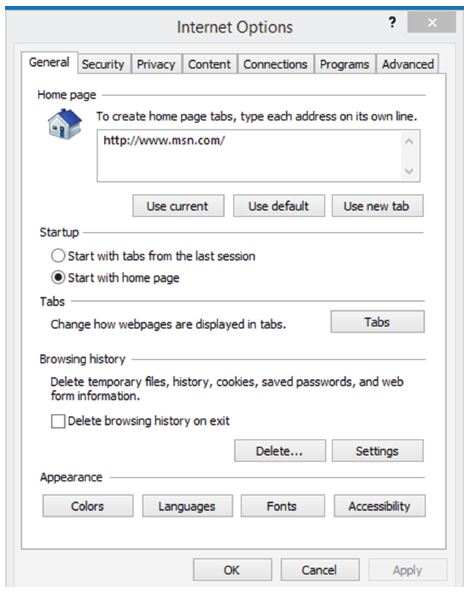 Internet Options
?
×
General Security Privacy Content Connections Programs Advanced
Home page
To create home page tabs, type each address on its own line.
http://www.msn.com/
Use current Use default Use new tab
Startup
Start with tabs from the last session
Start with home page
Tabs
Change how webpages are displayed in tabs. Tabs
Browsing history
Delete temporary files, history, cookies, saved passwords, and web
form information.
Delete browsing history on exit
Delete... Settings
Appearance
Colors Languages Fonts Accessibility
OK Cancel Apply